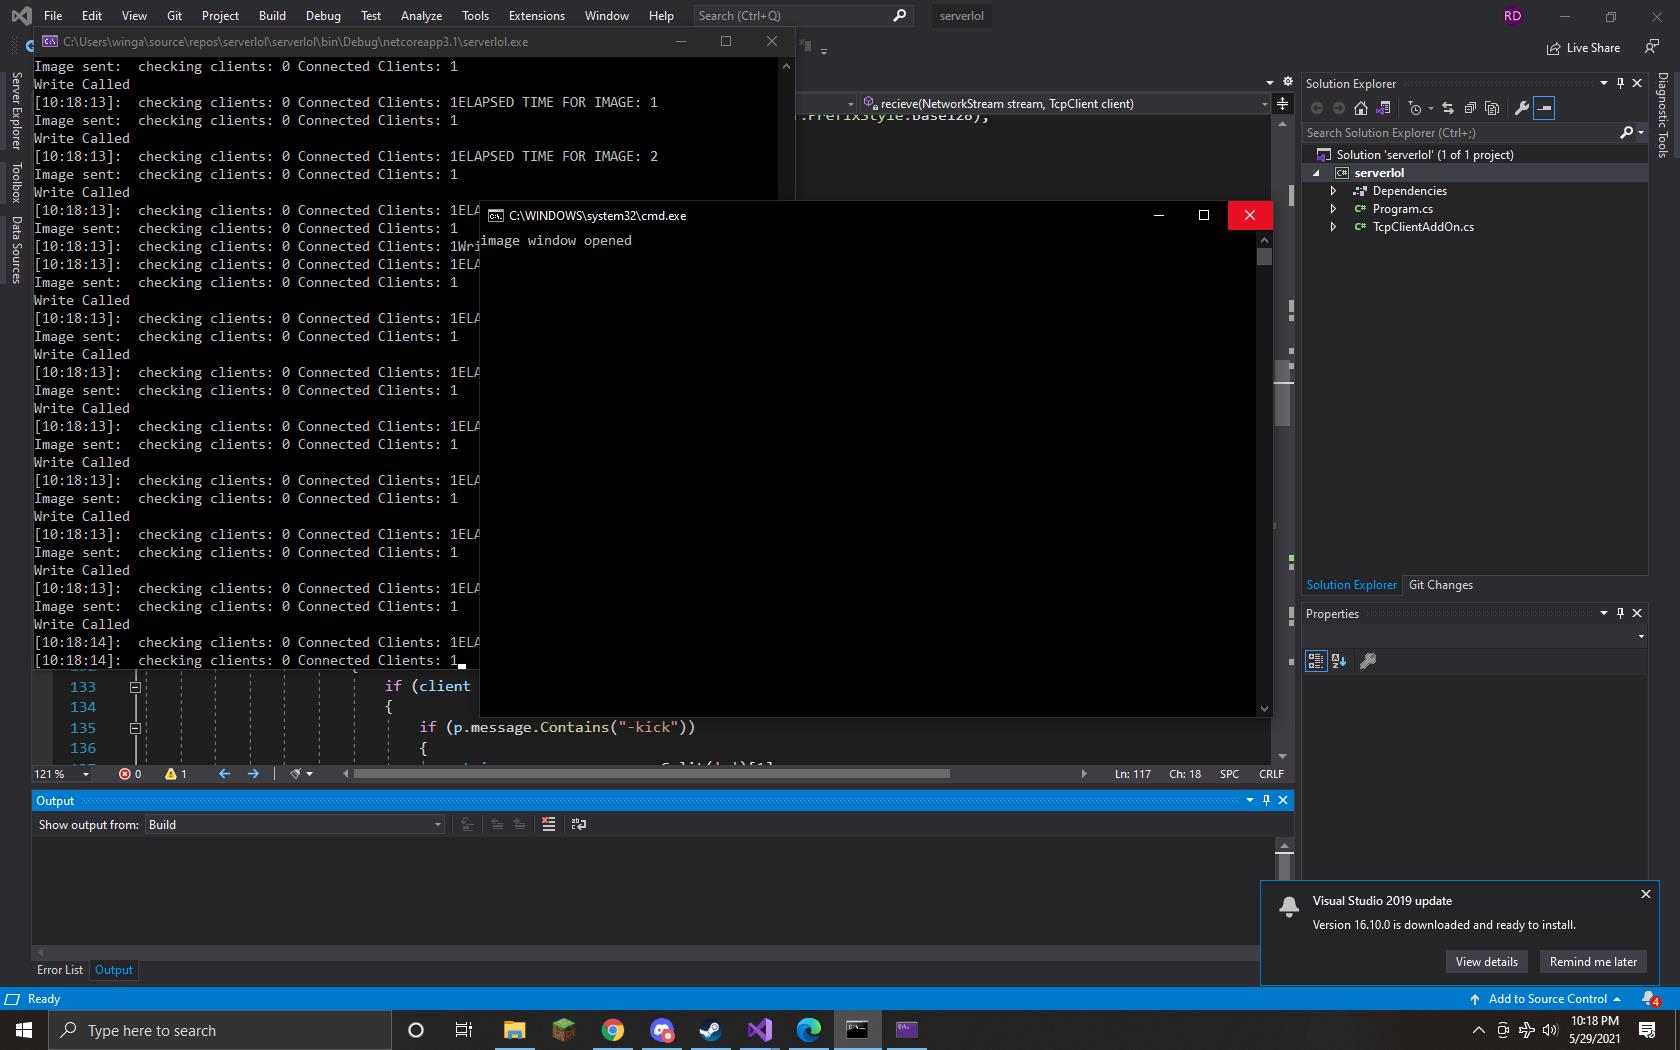 File Edit View Git Project Build Debug Test Analyze Tools Extensions Window Help Search (Ctrl+Q) serverlol RD
C:\Users\winga\source\repos\serverlol\serverlol\bin\Debug\netcoreapp3.1\serverlol.exe
Live Share
Server Explorer
Toolbox
Data Sources
Image sent:  checking clients: 0 Connected Clients: 1
Write Called
[10:18:13]:  checking clients: 0 Connected Clients: 1ELAPSED TIME FOR IMAGE: 1
Image sent:  checking clients: 0 Connected Clients: 1
Write Called
[10:18:13]:  checking clients: 0 Connected Clients: 1ELAPSED TIME FOR IMAGE: 2
Image sent:  checking clients: 0 Connected Clients: 1
Write Called
[10:18:13]:  checking clients: 0 Connected Clients: 1ELA
Image sent:  checking clients: 0 Connected Clients: 1
[10:18:13]:  checking clients: 0 Connected Clients: 1Wri
[10:18:13]:  checking clients: 0 Connected Clients: 1ELA
Image sent:  checking clients: 0 Connected Clients: 1
Write Called
[10:18:13]:  checking clients: 0 Connected Clients: 1ELA
Image sent:  checking clients: 0 Connected Clients: 1
Write Called
[10:18:13]:  checking clients: 0 Connected Clients: 1ELA
Image sent:  checking clients: 0 Connected Clients: 1
Write Called
[10:18:13]:  checking clients: 0 Connected Clients: 1ELA
Image sent:  checking clients: 0 Connected Clients: 1
Write Called
[10:18:13]:  checking clients: 0 Connected Clients: 1ELA
Image sent:  checking clients: 0 Connected Clients: 1
Write Called
[10:18:13]:  checking clients: 0 Connected Clients: 1ELA
Image sent:  checking clients: 0 Connected Clients: 1
Write Called
[10:18:13]:  checking clients: 0 Connected Clients: 1ELA
Image sent:  checking clients: 0 Connected Clients: 1
Write Called
[10:18:14]:  checking clients: 0 Connected Clients: 1ELA
[10:18:14]:  checking clients: 0 Connected Clients: 1
recieve(NetworkStream stream, TcpClient client)
.PrefixStyle.Base128);
C:\WINDOWS\system32\cmd.exe
image window opened
133 if (client
134 {
135 if (p.message.Contains("-kick"))
136 {
121 % 0 1 Ln: 117 Ch: 18 SPC CRLF
Output
Show output from: Build
Error List Output
Solution Explorer
Search Solution Explorer (Ctrl+;)
Solution 'serverlol' (1 of 1 project)
C# serverlol
Dependencies
C# Program.cs
C# TcpClientAddOn.cs
Solution Explorer Git Changes
Properties
Diagnostic Tools
Visual Studio 2019 update
Version 16.10.0 is downloaded and ready to install.
View details Remind me later
Ready Add to Source Control 4
Type here to search
10:18 PM
5/29/2021